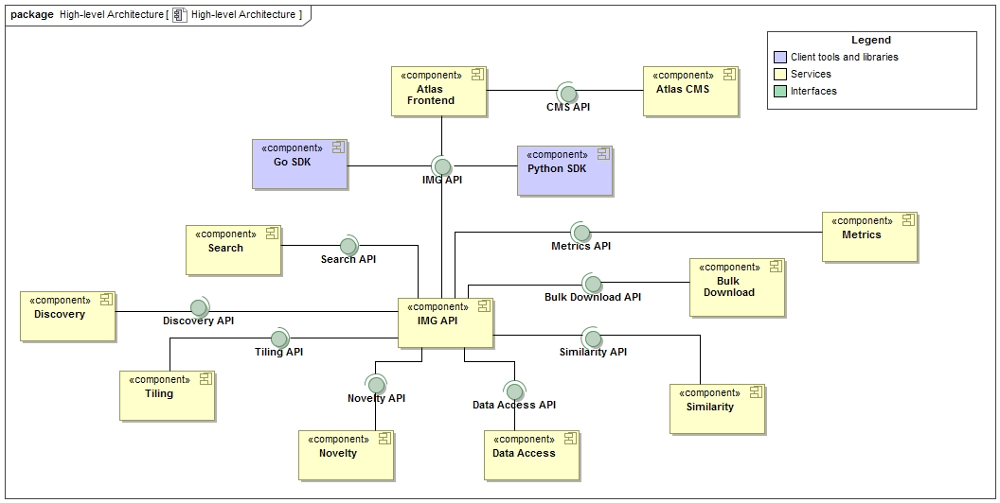 package High-level Architecture [ High-level Architecture ]
Legend
Client tools and libraries
Services
Interfaces
«component»
Atlas
Frontend
CMS API
«component»
Atlas CMS
«component»
Go SDK
IMG API
«component»
Python SDK
«component»
Search
Search API
Metrics API
«component»
Metrics
«component»
Discovery
Discovery API
«component»
IMG API
Bulk Download API
«component»
Bulk
Download
Tiling API
«component»
Tiling
Similarity API
«component»
Similarity
Novelty API
«component»
Novelty
Data Access API
«component»
Data Access